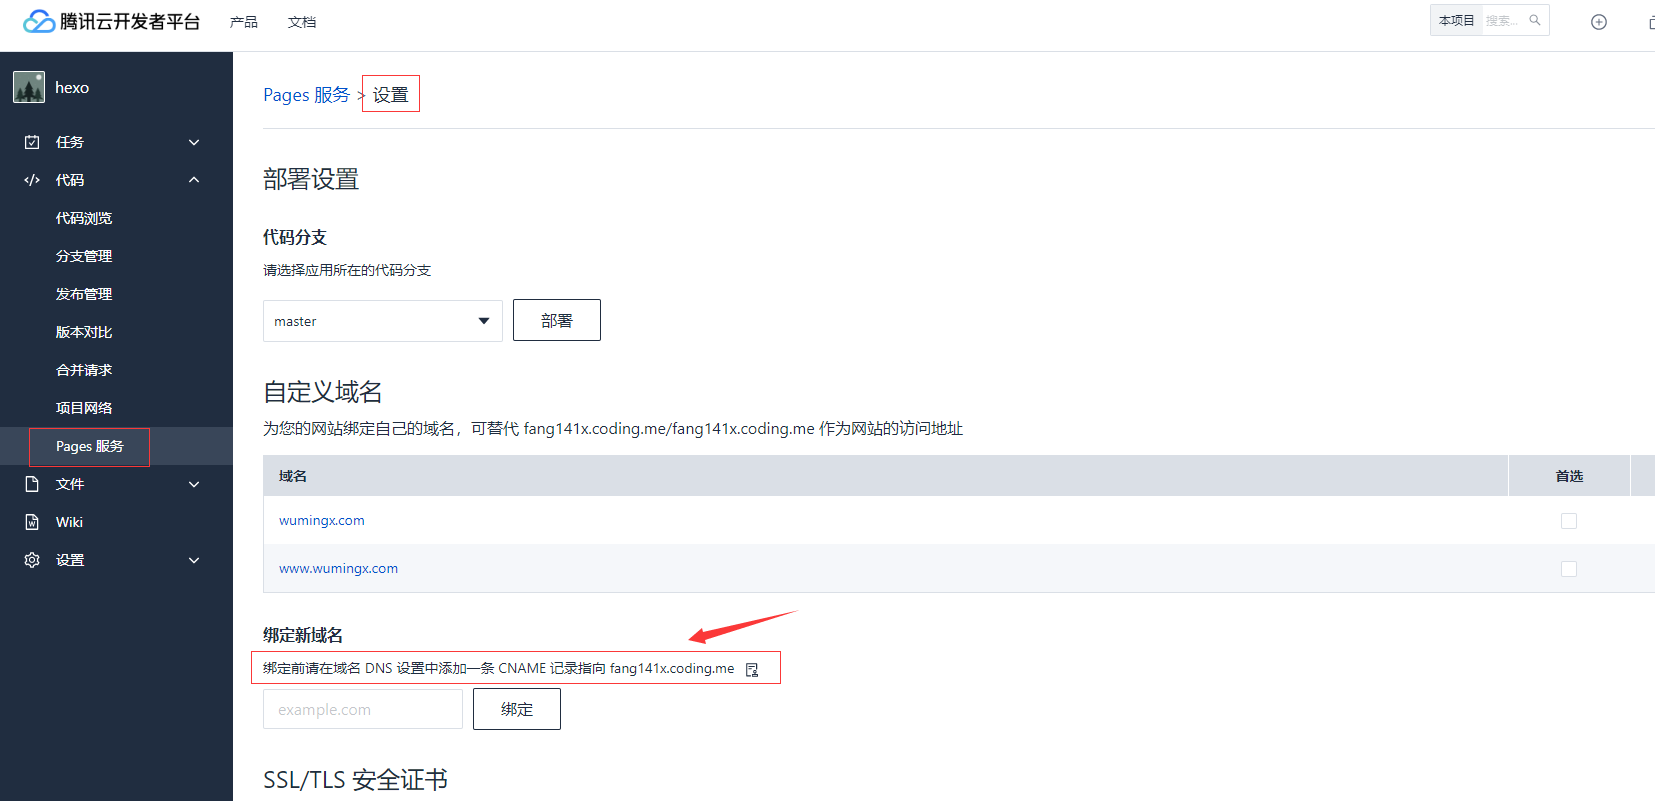 腾讯云开发者平台 产品 文档 本项目 搜索...
hexo
任务
代码
代码浏览
分支管理
发布管理
版本对比
合并请求
项目网络
Pages 服务
文件
Wiki
设置
Pages 服务 > 设置
部署设置
代码分支
请选择应用所在的代码分支
master 部署
自定义域名
为您的网站绑定自己的域名，可替代 fang141x.coding.me/fang141x.coding.me 作为网站的访问地址
域名 首选
wumingx.com
www.wumingx.com
绑定新域名
绑定前请在域名 DNS 设置中添加一条 CNAME 记录指向 fang141x.coding.me
example.com 绑定
SSL/TLS 安全证书